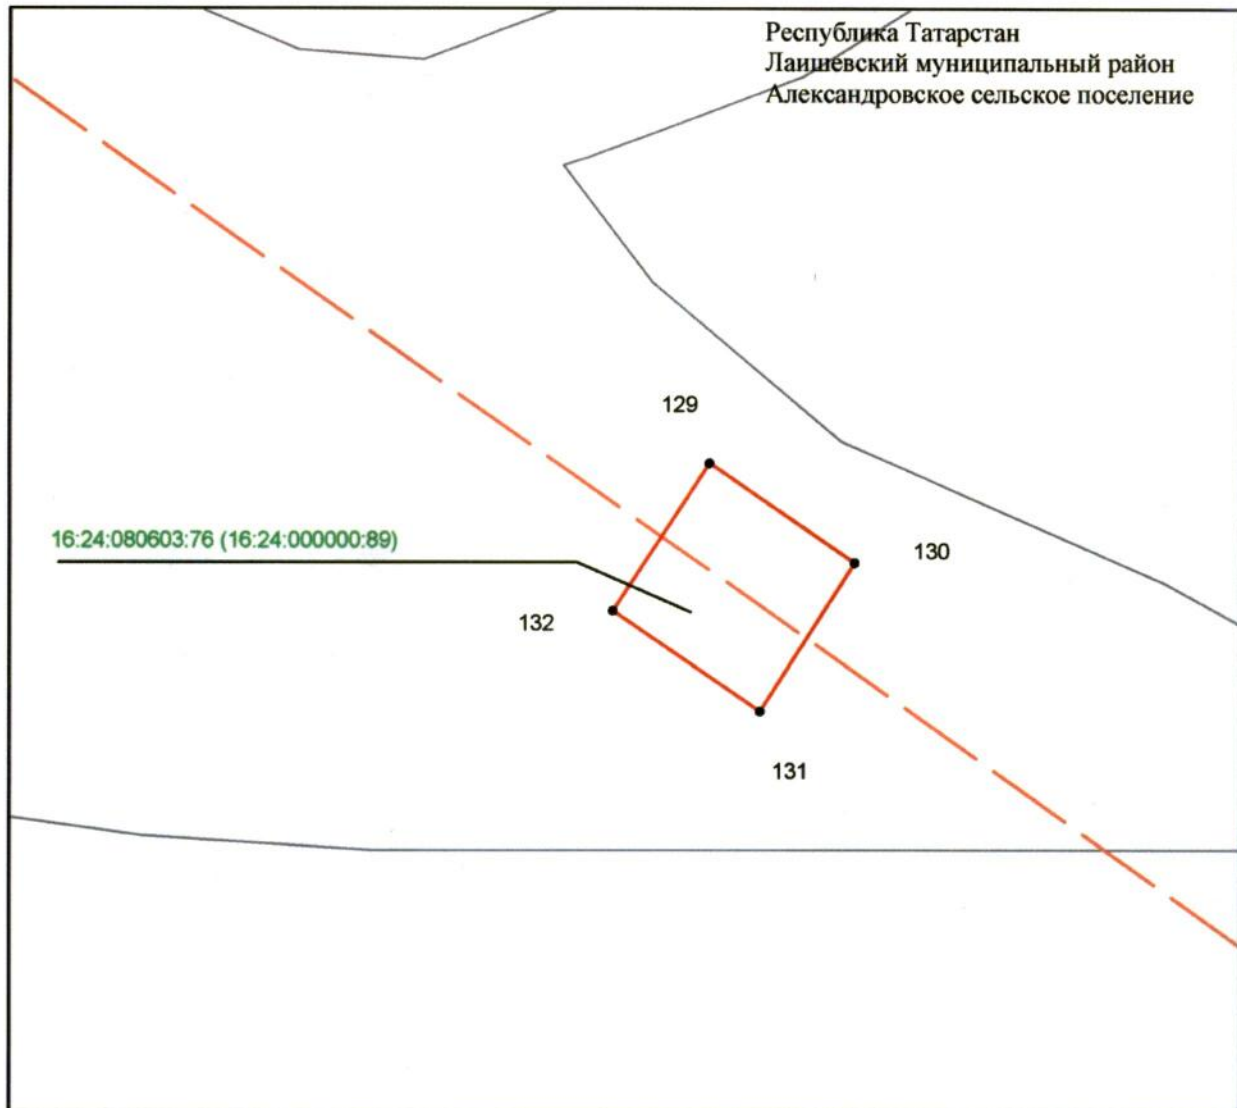 Республика Татарстан
Лаишевский муниципальный район
Александровское сельское поселение
129
16:24:080603:76 (16:24:000000:89)
130
132
131